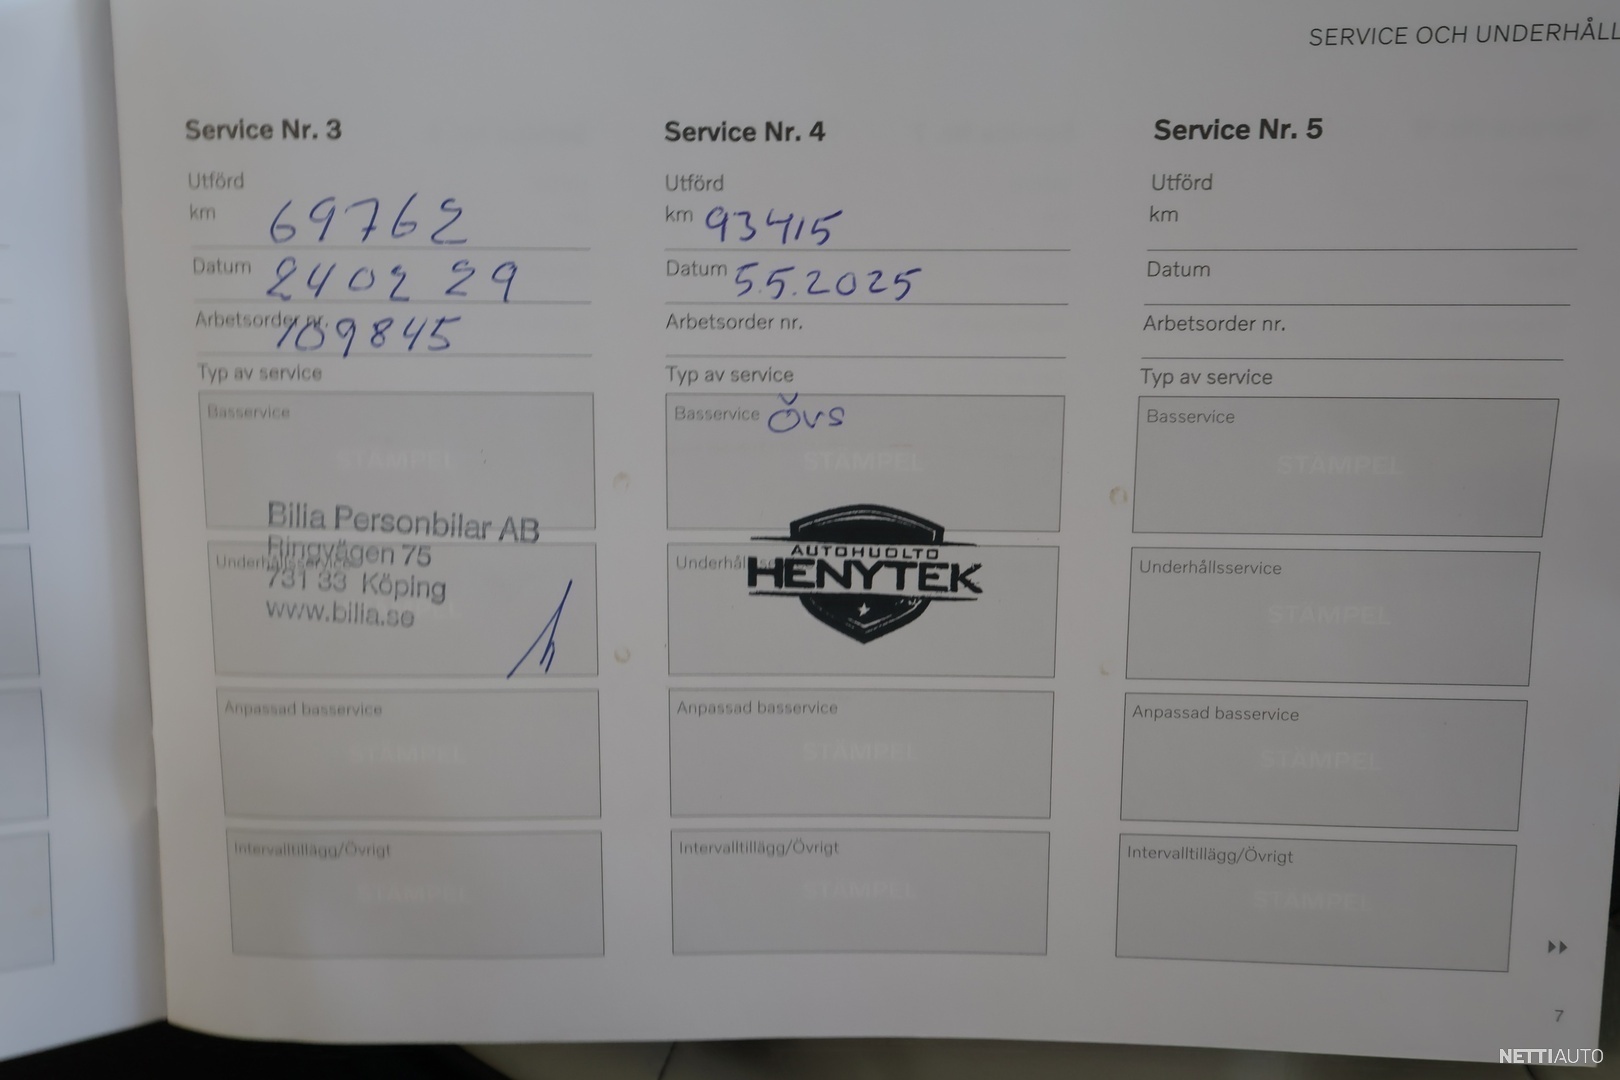 SERVICE OCH UNDERHÅLL
Service Nr. 3
Utförd
km 69762
Datum 240229
Arbetsorder nr. 109845
Typ av service
Basservice
STÄMPEL
Bilia Personbilar AB
Ringvägen 75
Underhållsservice
731 33 Köping
www.bilia.se
Anpassad basservice
STÄMPEL
Intervalltillägg/Övrigt
STÄMPEL
Service Nr. 4
Utförd
km 93415
Datum 5.5.2025
Arbetsorder nr.
Typ av service
Basservice ÖVS
STÄMPEL
AUTOHUOLTO
Underhållsservice
HENYTEK
Anpassad basservice
STÄMPEL
Intervalltillägg/Övrigt
STÄMPEL
Service Nr. 5
Utförd
km
Datum
Arbetsorder nr.
Typ av service
Basservice
STÄMPEL
Underhållsservice
STÄMPEL
Anpassad basservice
STÄMPEL
Intervalltillägg/Övrigt
STÄMPEL
7
NETTIAUTO